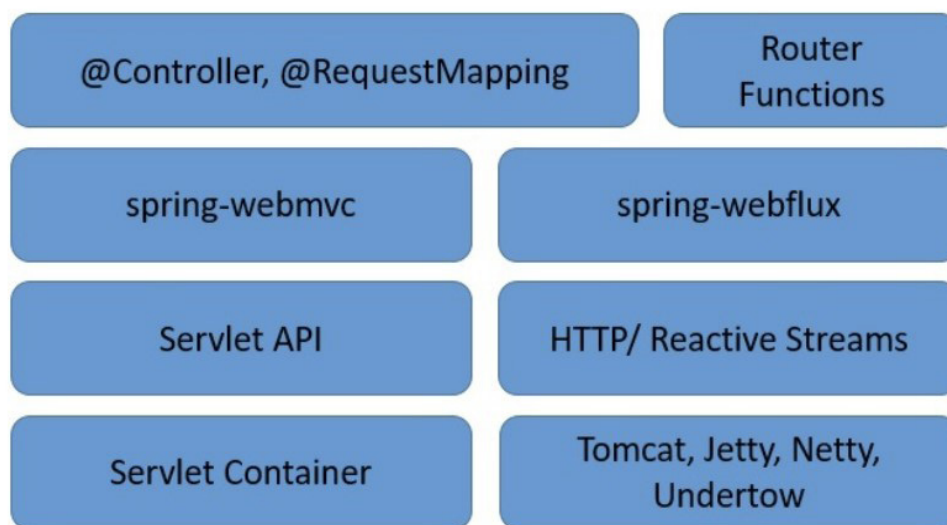 @Controller, @RequestMapping
Router
Functions
spring-webmvc
spring-webflux
Servlet API
HTTP/ Reactive Streams
Servlet Container
Tomcat, Jetty, Netty,
Undertow